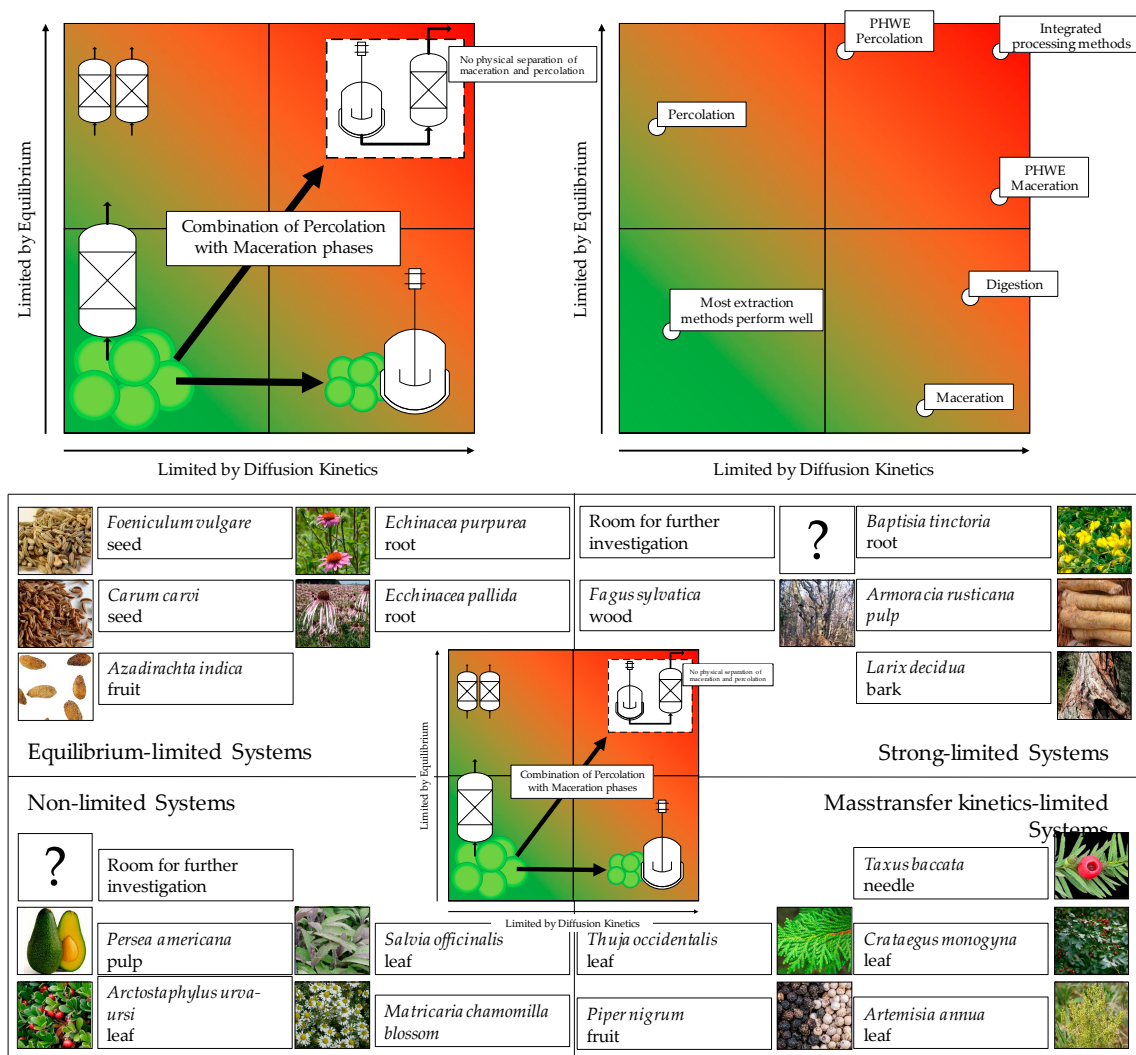 Limited by Equilibrium
No physical separation of
maceration and percolation
Combination of Percolation
with Maceration phases
Limited by Diffusion Kinetics
Limited by Equilibrium
PHWE
Percolation
Integrated
processing methods
Percolation
PHWE
Maceration
Digestion
Most extraction
methods perform well
Maceration
Limited by Diffusion Kinetics
Foeniculum vulgare
seed
Echinacea purpurea
root
Carum carvi
seed
Ecchinacea pallida
root
Azadirachta indica
fruit
Equilibrium-limited Systems
Room for further
investigation
?
Baptisia tinctoria
root
Fagus sylvatica
wood
Armoracia rusticana
pulp
Larix decidua
bark
Strong-limited Systems
Limited by Equilibrium
No physical separation of
maceration and percolation
Combination of Percolation
with Maceration phases
Limited by Diffusion Kinetics
Non-limited Systems
?
Room for further
investigation
Persea americana
pulp
Salvia officinalis
leaf
Arctostaphylus urva-
ursi
leaf
Matricaria chamomilla
blossom
Masstransfer kinetics-limited
Systems
Taxus baccata
needle
Thuja occidentalis
leaf
Crataegus monogyna
leaf
Piper nigrum
fruit
Artemisia annua
leaf